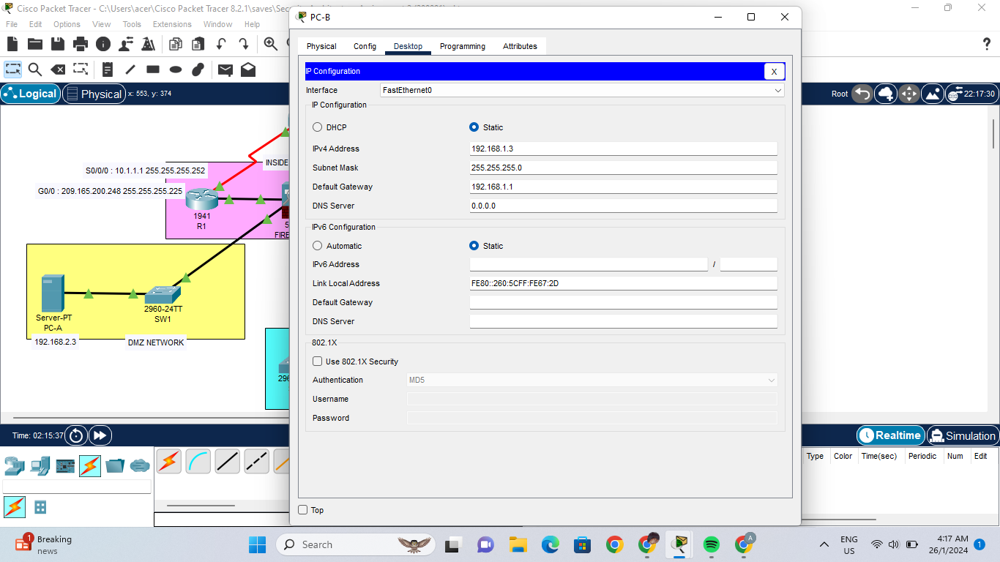 Cisco Packet Tracer - C:\Users\acer\Cisco Packet Tracer 8.2.1\saves\Sec
PC-B
File Edit Options View Tools Extensions Window Help
Physical Config Desktop Programming Attributes
IP Configuration X
Interface FastEthernet0
Logical Physical x: 553, y: 374
Root 22:17:30
IP Configuration
DHCP Static
IPv4 Address 192.168.1.3
Subnet Mask 255.255.255.0
Default Gateway 192.168.1.1
DNS Server 0.0.0.0
IPv6 Configuration
Automatic Static
IPv6 Address /
Link Local Address FE80::260:5CFF:FE67:2D
Default Gateway
DNS Server
802.1X
Use 802.1X Security
Authentication MD5
Username
Password
Top
INSIDE
S0/0/0 : 10.1.1.1 255.255.255.252
G0/0 : 209.165.200.248 255.255.255.225
1941
R1
5
FIRE
2960-24TT
SW1
Server-PT
PC-A
192.168.2.3
DMZ NETWORK
296
Time: 02:15:37
Realtime Simulation
Type Color Time(sec) Periodic Num Edit
1
Breaking
news
Search
A
ENG
US
4:17 AM
26/1/2024
1